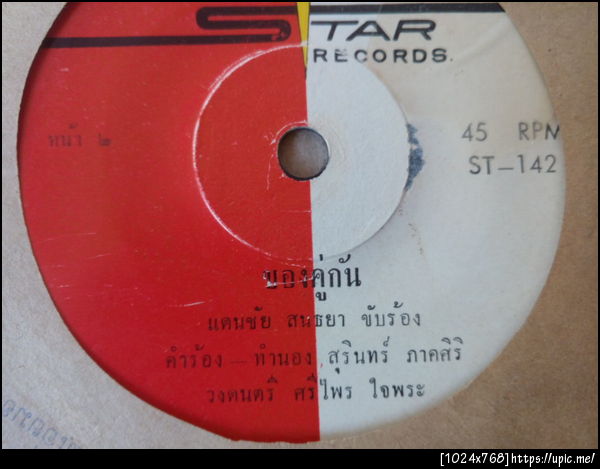 STAR
RECORDS.
หน้า ๒
45 RPM
ST-142
ของคู่กัน
แดนชัย สนธยา ขับร้อง
คำร้อง - ทำนอง สุรินทร์ ภาคศิริ
วงดนตรี ศรีไพร ใจพระ
[1024x768]https://upic.me/